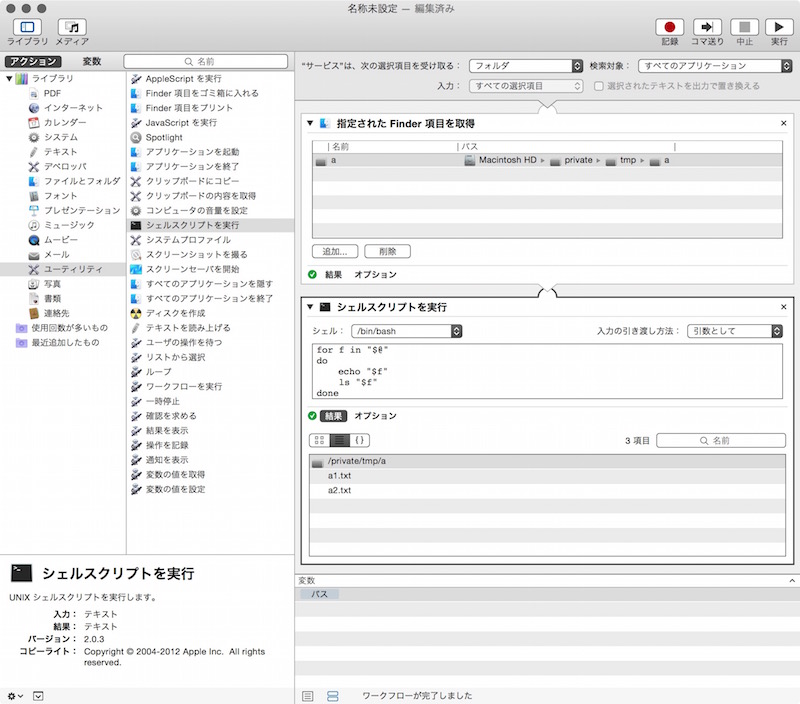 名称未設定 — 編集済み
ライブラリ メディア 記録 コマ送り 中止 実行
アクション 変数 名前
ライブラリ
PDF
インターネット
カレンダー
システム
テキスト
デベロッパ
ファイルとフォルダ
フォント
プレゼンテーション
ミュージック
ムービー
メール
ユーティリティ
写真
書類
連絡先
使用回数が多いもの
最近追加したもの
AppleScript を実行
Finder 項目をゴミ箱に入れる
Finder 項目をプリント
JavaScript を実行
Spotlight
アプリケーションを起動
アプリケーションを終了
クリップボードにコピー
クリップボードの内容を取得
コンピュータの音量を設定
シェルスクリプトを実行
システムプロファイル
スクリーンショットを撮る
スクリーンセーバを開始
すべてのアプリケーションを隠す
すべてのアプリケーションを終了
ディスクを作成
テキストを読み上げる
ユーザの操作を待つ
リストから選択
ループ
ワークフローを実行
一時停止
確認を求める
結果を表示
操作を記録
通知を表示
変数の値を取得
変数の値を設定
シェルスクリプトを実行
UNIX シェルスクリプトを実行します。
入力： テキスト
結果： テキスト
バージョン： 2.0.3
コピーライト： Copyright © 2004-2012 Apple Inc. All rights
reserved.
"サービス"は、次の選択項目を受け取る： フォルダ 検索対象： すべてのアプリケーション
入力： すべての選択項目 選択されたテキストを出力で置き換える
指定された Finder 項目を取得
名前 パス
a Macintosh HD ▸ private ▸ tmp ▸ a
追加... 削除
結果 オプション
シェルスクリプトを実行
シェル： /bin/bash 入力の引き渡し方法： 引数として
for f in "$@"
do
echo "$f"
ls "$f"
done
結果 オプション
{} 3 項目 名前
/private/tmp/a
a1.txt
a2.txt
変数
パス
ワークフローが完了しました